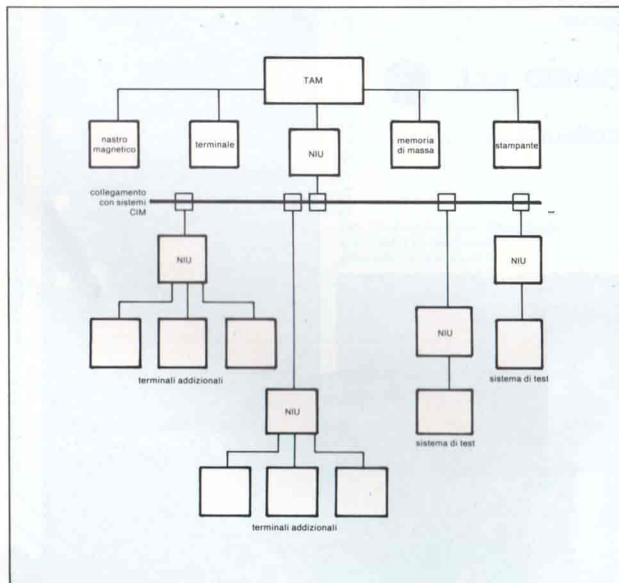 TAM
nastro
magnetico
terminale
NIU
memoria
di massa
stampante
collegamento
con sistemi
CIM
NIU
NIU
NIU
sistema di test
terminali addizionali
NIU
sistema di test
terminali addizionali